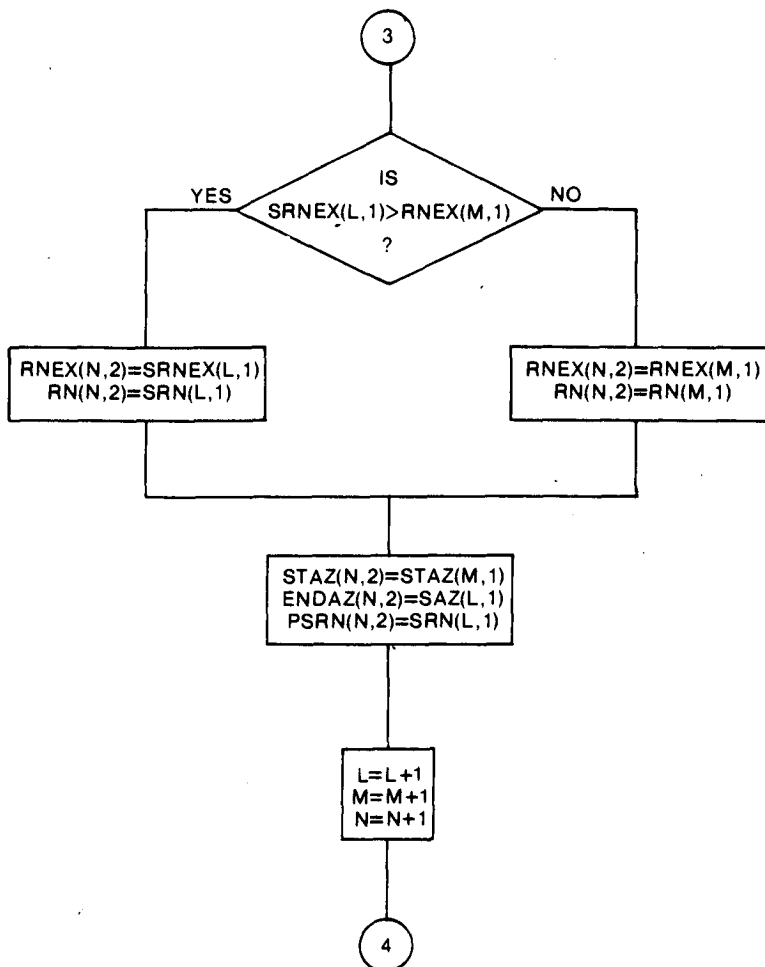 3
IS
YES
NO
SRNEX(L,1)>RNEX(M,1)
?
RNEX(N,2)=SRNEX(L,1)
RN(N,2)=SRN(L,1)
RNEX(N,2)=RNEX(M,1)
RN(N,2)=RN(M,1)
STAZ(N,2)=STAZ(M,1)
ENDAZ(N,2)=SAZ(L,1)
PSRN(N,2)=SRN(L,1)
L=L+1
M=M+1
N=N+1
4